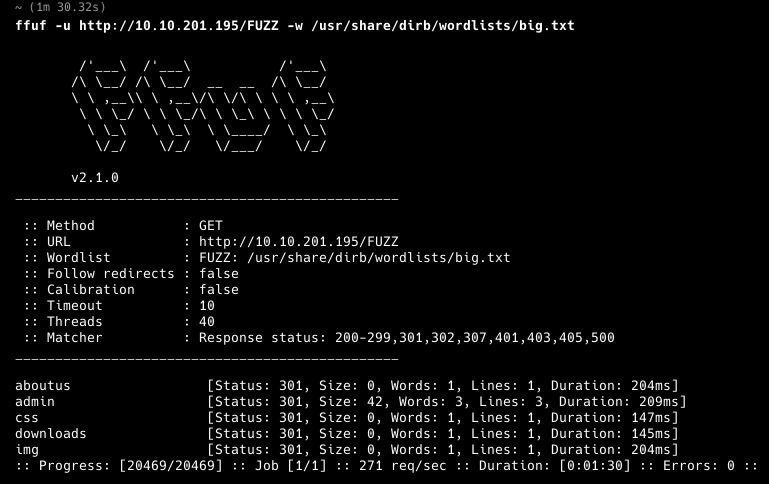 ~ (1m 30.32s)
ffuf -u http://10.10.201.195/FUZZ -w /usr/share/dirb/wordlists/big.txt
        /'___\  /'___\           /'___\
       /\ \__/ /\ \__/  __  __  /\ \__/
       \ \ ,__\\ \ ,__\/\ \/\ \ \ \ ,__\
        \ \ \_/ \ \ \_/\ \ \_\ \ \ \ \_/
         \ \_\   \ \_\  \ \____/  \ \_\
          \/_/    \/_/   \/___/    \/_/
       v2.1.0
________________________________________________
 :: Method           : GET
 :: URL              : http://10.10.201.195/FUZZ
 :: Wordlist         : FUZZ: /usr/share/dirb/wordlists/big.txt
 :: Follow redirects : false
 :: Calibration      : false
 :: Timeout          : 10
 :: Threads          : 40
 :: Matcher          : Response status: 200-299,301,302,307,401,403,405,500
________________________________________________
aboutus                 [Status: 301, Size: 0, Words: 1, Lines: 1, Duration: 204ms]
admin                   [Status: 301, Size: 42, Words: 3, Lines: 3, Duration: 209ms]
css                     [Status: 301, Size: 0, Words: 1, Lines: 1, Duration: 147ms]
downloads               [Status: 301, Size: 0, Words: 1, Lines: 1, Duration: 145ms]
img                     [Status: 301, Size: 0, Words: 1, Lines: 1, Duration: 204ms]
:: Progress: [20469/20469] :: Job [1/1] :: 271 req/sec :: Duration: [0:01:30] :: Errors: 0 ::